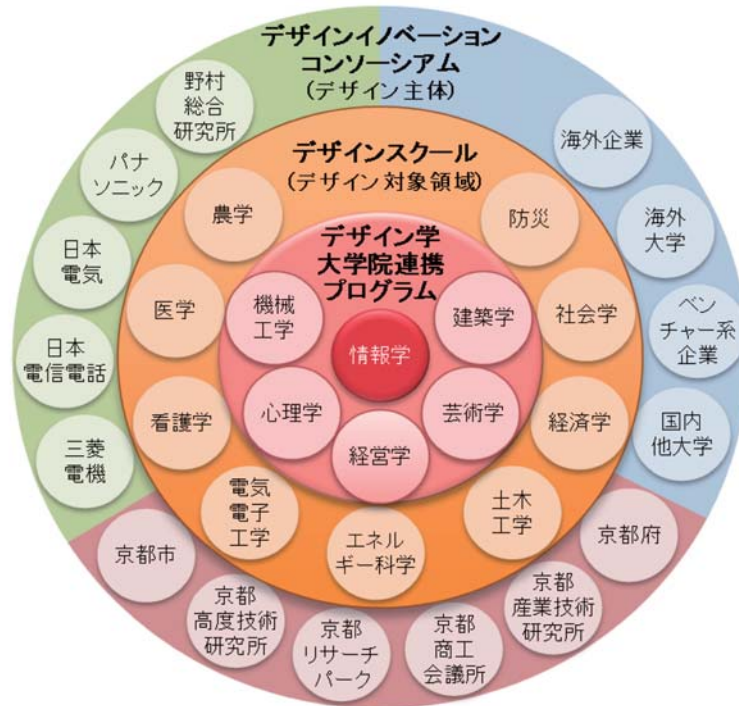 デザインイノベーション
コンソーシアム
(デザイン主体)
野村
総合
研究所
パナ
ソニック
日本
電気
日本
電信電話
三菱
電機
海外企業
海外
大学
ベン
チャー系
企業
国内
他大学
デザインスクール
(デザイン対象領域)
農学
防災
医学
社会学
看護学
経済学
電気
電子
工学
エネル
ギー科学
土木
工学
デザイン学
大学院連携
プログラム
機械
工学
建築学
情報学
心理学
芸術学
経営学
京都市
京都
高度技術
研究所
京都
リサーチ
パーク
京都
商工
会議所
京都
産業技術
研究所
京都府